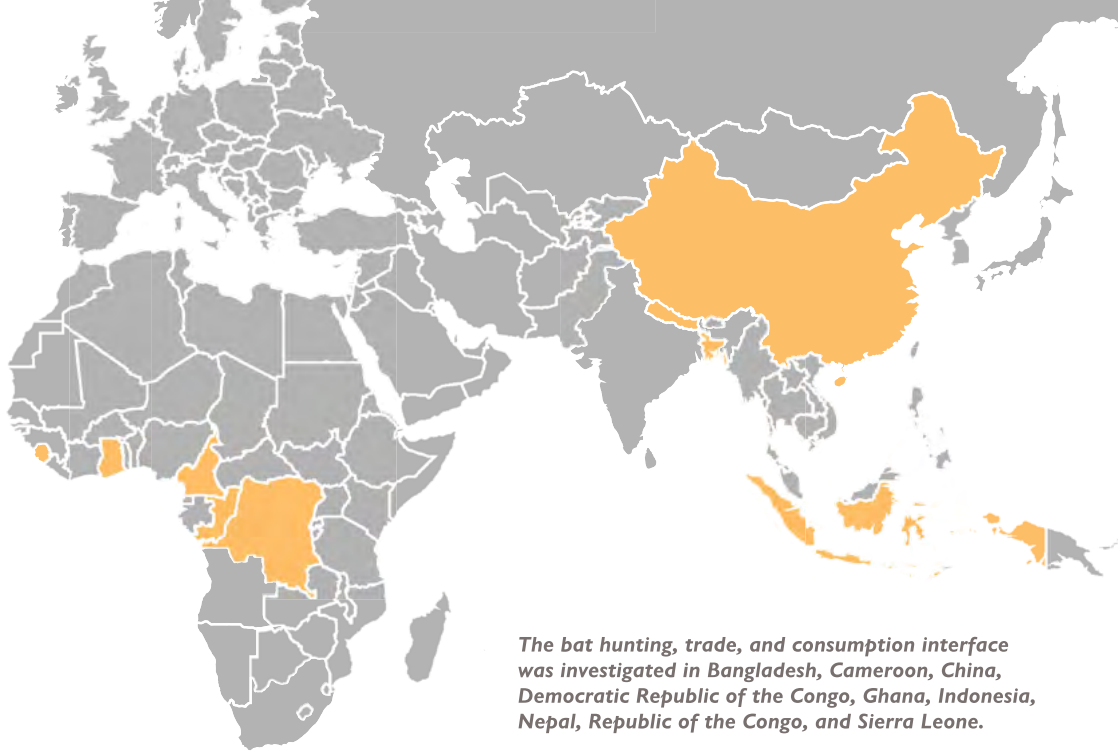 The bat hunting, trade, and consumption interface
was investigated in Bangladesh, Cameroon, China,
Democratic Republic of the Congo, Ghana, Indonesia,
Nepal, Republic of the Congo, and Sierra Leone.